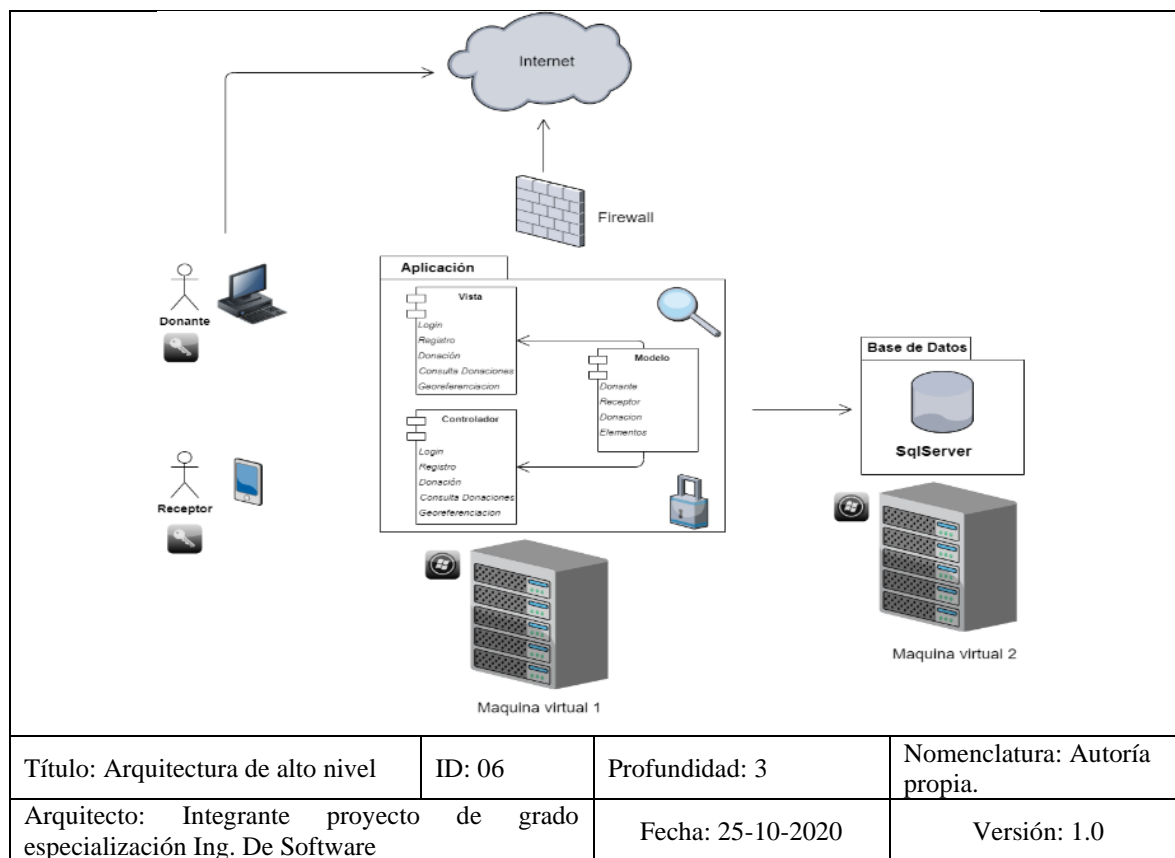 Internet
Firewall
Donante
Receptor
Aplicación
Vista
Login
Registro
Donación
Consulta Donaciones
Georeferenciacion
Controlador
Login
Registro
Donación
Consulta Donaciones
Georeferenciacion
Modelo
Donante
Receptor
Donacion
Elementos
Base de Datos
SqlServer
Maquina virtual 1
Maquina virtual 2
Título: Arquitectura de alto nivel
ID: 06
Profundidad: 3
Nomenclatura: Autoría
propia.
Arquitecto: Integrante proyecto de grado
especialización Ing. De Software
Fecha: 25-10-2020
Versión: 1.0